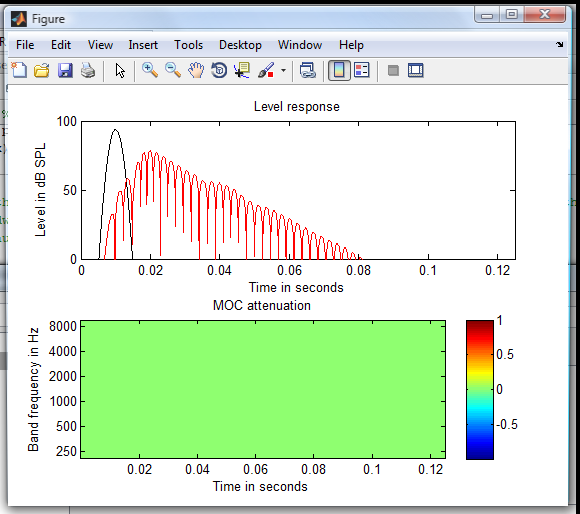 Figure
File Edit View Insert Tools Desktop Window Help
Level response
Level in dB SPL
100
50
0
0 0.02 0.04 0.06 0.08 0.1 0.12
Time in seconds
MOC attenuation
Band frequency in Hz
8000
4000
2000
1000
500
250
0.02 0.04 0.06 0.08 0.1 0.12
Time in seconds
1
0.5
0
-0.5